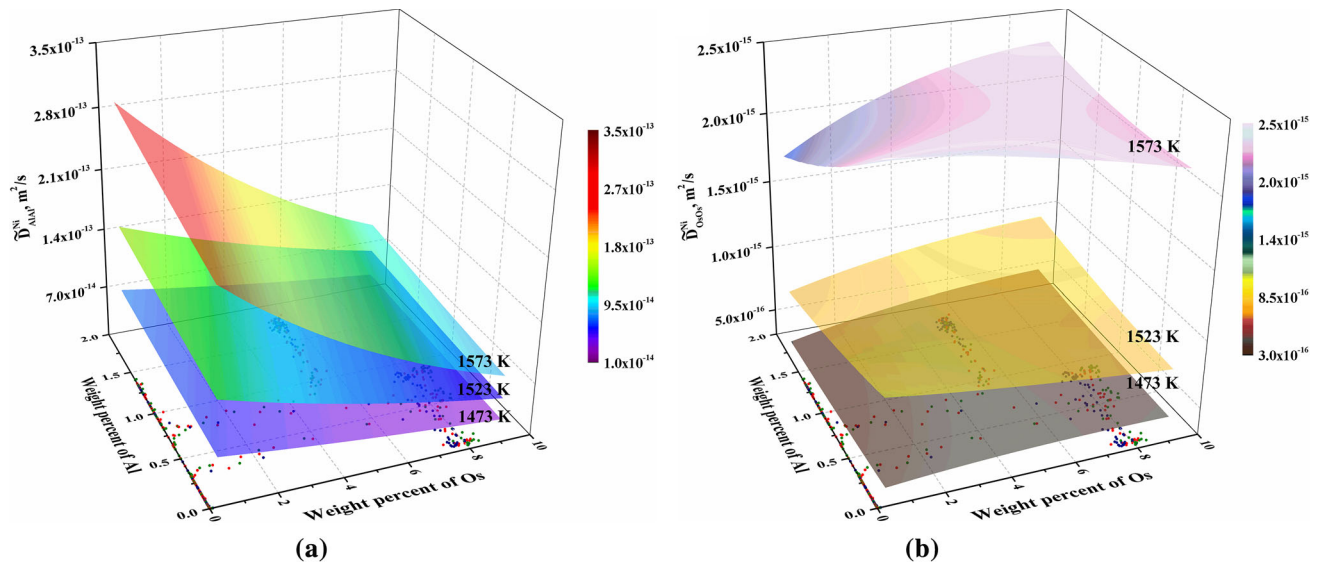 3.5x10⁻¹³
2.8x10⁻¹³
2.1x10⁻¹³
1.4x10⁻¹³
7.0x10⁻¹⁴
D̃ᴺⁱ_AlAl, m²/s
2.0
1.5
1.0
0.5
0.0
Weight percent of Al
0
2
4
6
8
10
Weight percent of Os
1573 K
1523 K
1473 K
3.5x10⁻¹³
2.7x10⁻¹³
1.8x10⁻¹³
9.5x10⁻¹⁴
1.0x10⁻¹⁴
(a)
2.5x10⁻¹⁵
2.0x10⁻¹⁵
1.5x10⁻¹⁵
1.0x10⁻¹⁵
5.0x10⁻¹⁶
D̃ᴺⁱ_OsOs, m²/s
2.0
1.5
1.0
0.5
0.0
Weight percent of Al
0
2
4
6
8
10
Weight percent of Os
1573 K
1523 K
1473 K
2.5x10⁻¹⁵
2.0x10⁻¹⁵
1.4x10⁻¹⁵
8.5x10⁻¹⁶
3.0x10⁻¹⁶
(b)